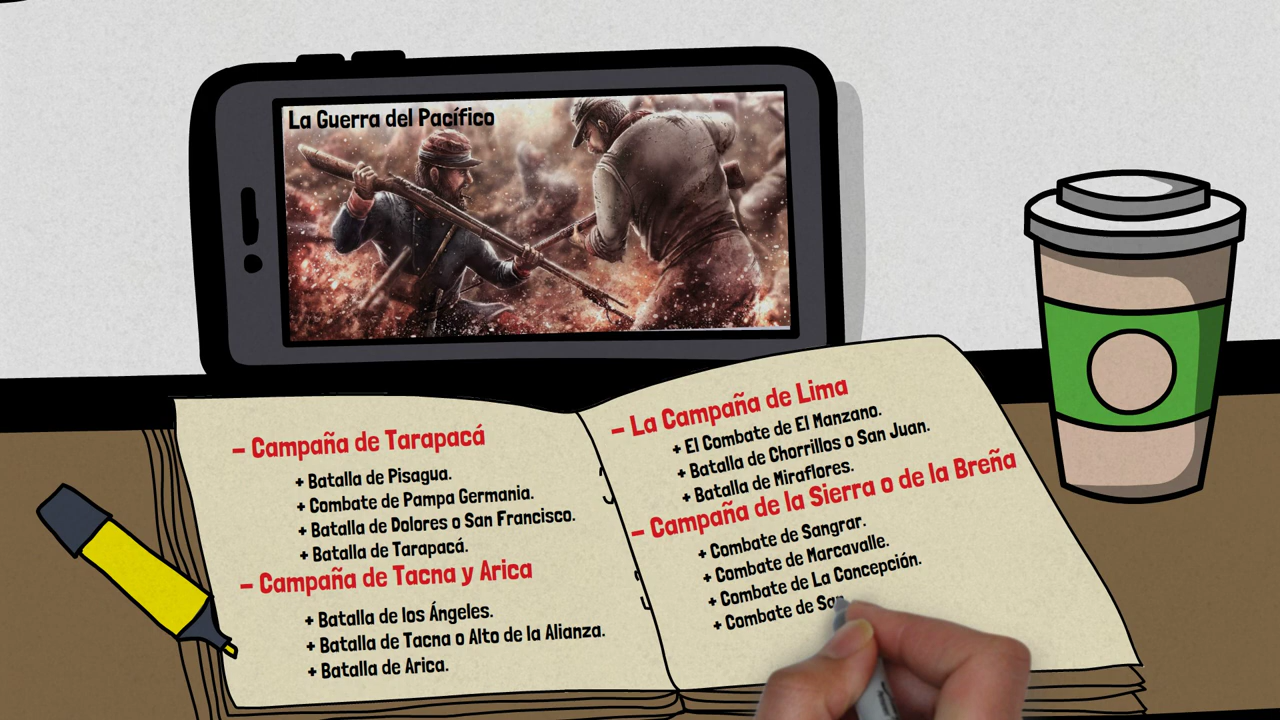 La Guerra del Pacífico
– Campaña de Tarapacá
+ Batalla de Pisagua.
+ Combate de Pampa Germania.
+ Batalla de Dolores o San Francisco.
+ Batalla de Tarapacá.
– Campaña de Tacna y Arica
+ Batalla de los Ángeles.
+ Batalla de Tacna o Alto de la Alianza.
+ Batalla de Arica.
– La Campaña de Lima
+ El Combate de El Manzano.
+ Batalla de Chorrillos o San Juan.
+ Batalla de Miraflores.
– Campaña de la Sierra o de la Breña
+ Combate de Sangrar.
+ Combate de Marcavalle.
+ Combate de La Concepción.
+ Combate de